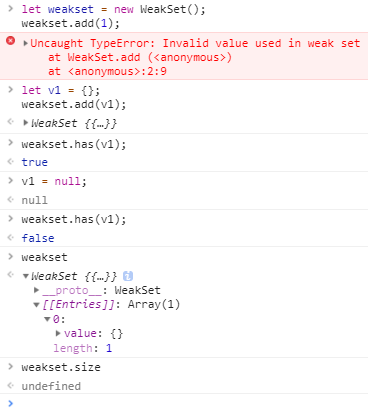 let weakset = new WeakSet();
weakset.add(1);
Uncaught TypeError: Invalid value used in weak set
at WeakSet.add (<anonymous>)
at <anonymous>:2:9
let v1 = {};
weakset.add(v1);
WeakSet {{…}}
weakset.has(v1);
true
v1 = null;
null
weakset.has(v1);
false
weakset
WeakSet {{…}} i
__proto__: WeakSet
[[Entries]]: Array(1)
0:
value: {}
length: 1
weakset.size
undefined